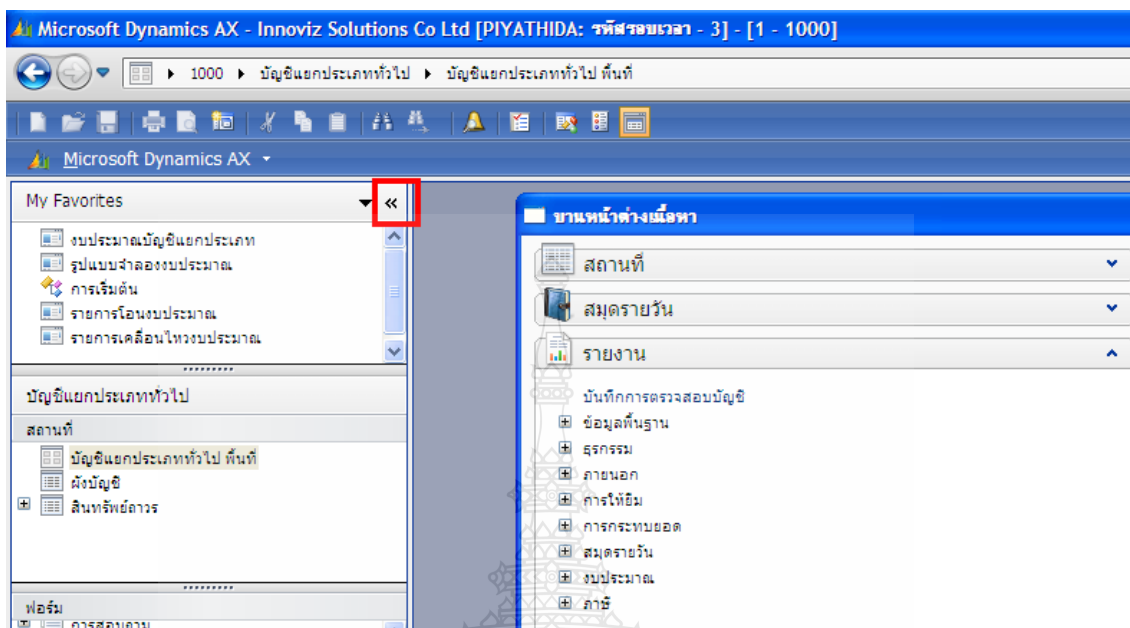 Microsoft Dynamics AX - Innoviz Solutions Co Ltd [PIYATHIDA: รหัสรอบเวลา - 3] - [1 - 1000]
1000 ▸ บัญชีแยกประเภททั่วไป ▸ บัญชีแยกประเภททั่วไป พื้นที่
Microsoft Dynamics AX
My Favorites «
งบประมาณบัญชีแยกประเภท
รูปแบบจำลองงบประมาณ
การเริ่มต้น
รายการโอนงบประมาณ
รายการเคลื่อนไหวงบประมาณ
บัญชีแยกประเภททั่วไป
สถานที่
บัญชีแยกประเภททั่วไป พื้นที่
ผังบัญชี
สินทรัพย์ถาวร
ฟอร์ม
การสอบถาม
บานหน้าต่างเนื้อหา
สถานที่
สมุดรายวัน
รายงาน
บันทึกการตรวจสอบบัญชี
ข้อมูลพื้นฐาน
ธุรกรรม
ภายนอก
การให้ยืม
การกระทบยอด
สมุดรายวัน
งบประมาณ
ภาษี